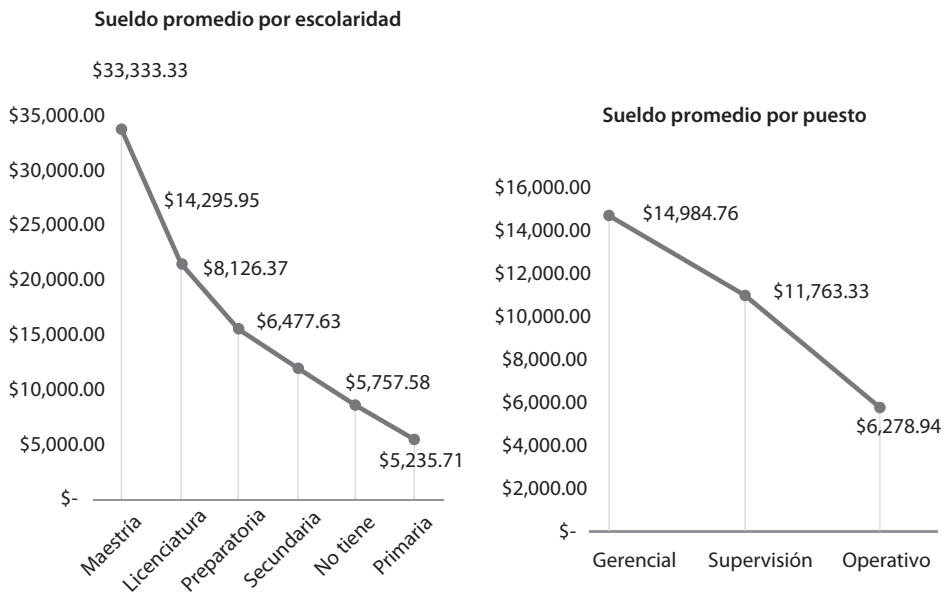 Sueldo promedio por escolaridad
$33,333.33
$35,000.00
$30,000.00
$25,000.00
$20,000.00
$15,000.00
$10,000.00
$5,000.00
$-
$14,295.95
$8,126.37
$6,477.63
$5,757.58
$5,235.71
Maestría
Licenciatura
Preparatoria
Secundaria
No tiene
Primaria
Sueldo promedio por puesto
$16,000.00
$14,000.00
$12,000.00
$10,000.00
$8,000.00
$6,000.00
$4,000.00
$2,000.00
$-
$14,984.76
$11,763.33
$6,278.94
Gerencial
Supervisión
Operativo